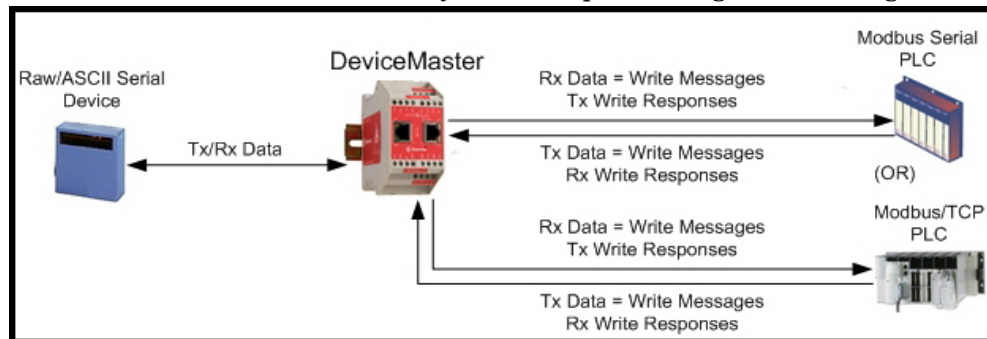 DeviceMaster
Modbus Serial
PLC
Raw/ASCII Serial
Device
Rx Data = Write Messages
Tx Write Responses
Tx/Rx Data
Tx Data = Write Messages
Rx Write Responses
(OR)
Modbus/TCP
PLC
Rx Data = Write Messages
Tx Write Responses
Tx Data = Write Messages
Rx Write Responses